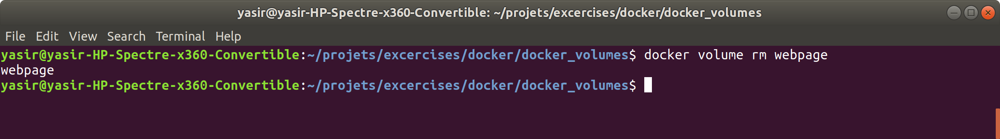 yasir@yasir-HP-Spectre-x360-Convertible: ~/projets/excercises/docker/docker_volumes
File Edit View Search Terminal Help
yasir@yasir-HP-Spectre-x360-Convertible:~/projets/excercises/docker/docker_volumes$ docker volume rm webpage
webpage
yasir@yasir-HP-Spectre-x360-Convertible:~/projets/excercises/docker/docker_volumes$